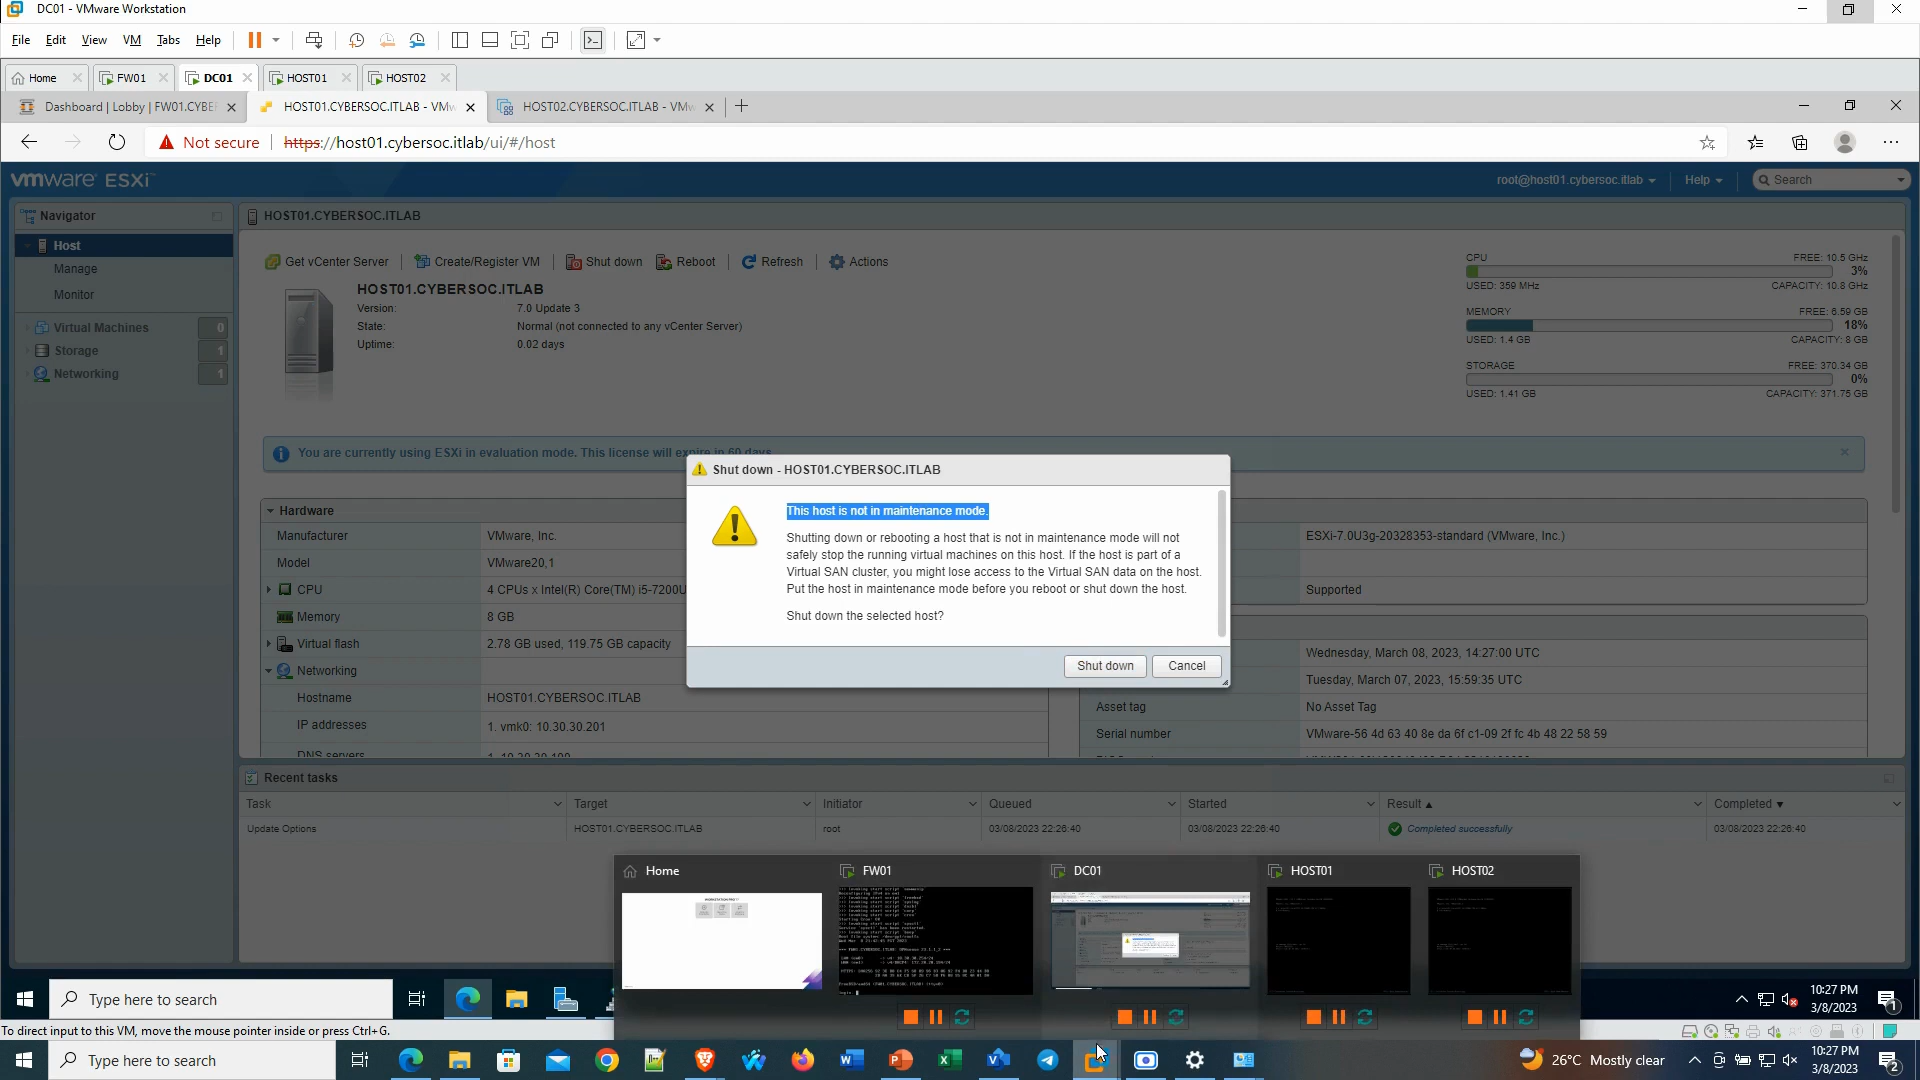 DC01 - VMware Workstation
File Edit View VM Tabs Help
Home FW01 DC01 HOST01 HOST02
Dashboard | Lobby | FW01.CYBER HOST01.CYBERSOC.ITLAB - VMw HOST02.CYBERSOC.ITLAB - VMw
Not secure https://host01.cybersoc.itlab/ui/#/host
vmware ESXi root@host01.cybersoc.itlab Help Search
Navigator HOST01.CYBERSOC.ITLAB
Host
Manage
Monitor
Virtual Machines 0
Storage 1
Networking 1
Get vCenter Server Create/Register VM Shut down Reboot Refresh Actions
HOST01.CYBERSOC.ITLAB
Version: 7.0 Update 3
State: Normal (not connected to any vCenter Server)
Uptime: 0.02 days
CPU FREE: 10.5 GHz
3%
USED: 359 MHz CAPACITY: 10.8 GHz
MEMORY FREE: 6.59 GB
18%
USED: 1.4 GB CAPACITY: 8 GB
STORAGE FREE: 370.34 GB
0%
USED: 1.41 GB CAPACITY: 371.75 GB
You are currently using ESXi in evaluation mode. This license will expire in 60 days.
Hardware
Manufacturer VMware, Inc.
Model VMware20,1
CPU 4 CPUs x Intel(R) Core(TM) i5-7200U
Memory 8 GB
Virtual flash 2.78 GB used, 119.75 GB capacity
Networking
Hostname HOST01.CYBERSOC.ITLAB
IP addresses 1. vmk0: 10.30.30.201
DNS servers
ESXi-7.0U3g-20328353-standard (VMware, Inc.)
Supported
Wednesday, March 08, 2023, 14:27:00 UTC
Tuesday, March 07, 2023, 15:59:35 UTC
Asset tag No Asset Tag
Serial number VMware-56 4d 63 40 8e da 6f c1-09 2f fc 4b 48 22 58 59
Shut down - HOST01.CYBERSOC.ITLAB
This host is not in maintenance mode.
Shutting down or rebooting a host that is not in maintenance mode will not
safely stop the running virtual machines on this host. If the host is part of a
Virtual SAN cluster, you might lose access to the Virtual SAN data on the host.
Put the host in maintenance mode before you reboot or shut down the host.
Shut down the selected host?
Shut down Cancel
Recent tasks
Task Target Initiator Queued Started Result Completed
Update Options HOST01.CYBERSOC.ITLAB root 03/08/2023 22:26:40 03/08/2023 22:26:40 Completed successfully 03/08/2023 22:26:40
Home FW01 DC01 HOST01 HOST02
Type here to search 10:27 PM
3/8/2023
1
To direct input to this VM, move the mouse pointer inside or press Ctrl+G.
Type here to search 26°C Mostly clear 10:27 PM
3/8/2023
2